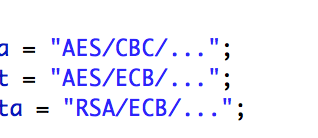 a = "AES/CBC/...";
t = "AES/ECB/...";
ta = "RSA/ECB/...";